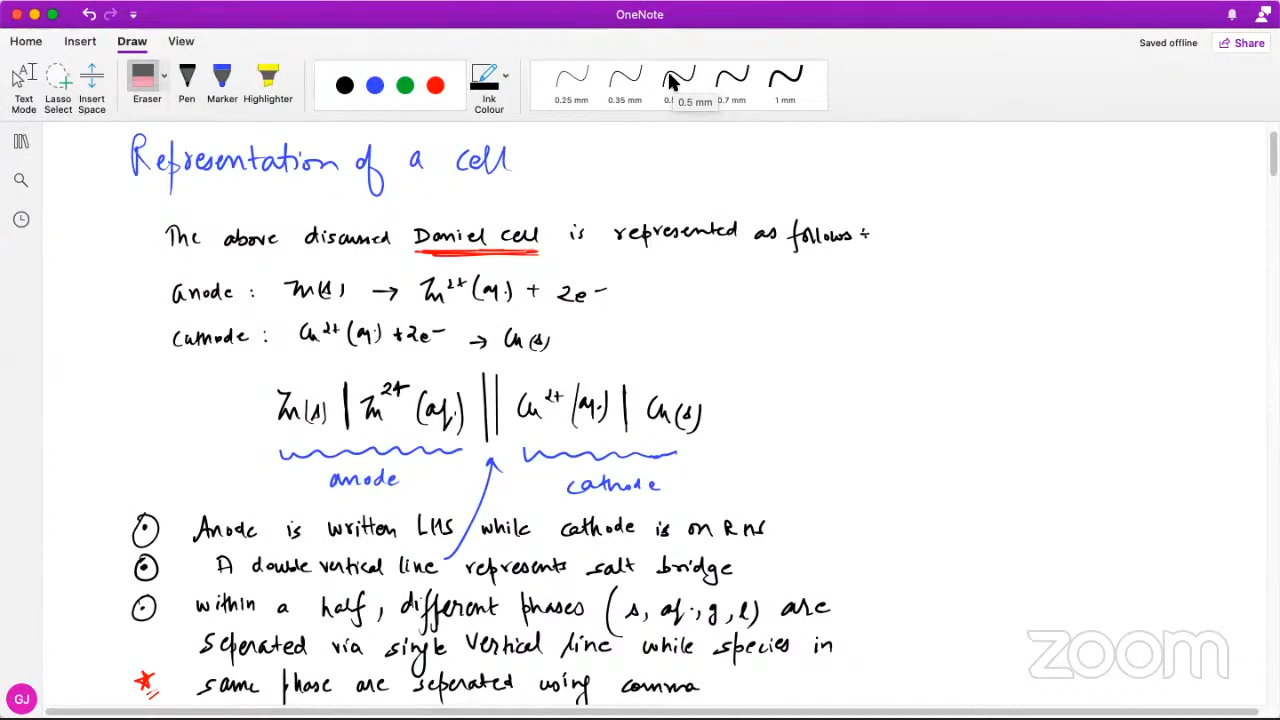 OneNote
Home Insert Draw View
Saved offline Share
Text Mode Lasso Select Insert Space Eraser Pen Marker Highlighter Ink Colour
0.25 mm 0.35 mm 0.5 mm 0.7 mm 1 mm
Representation of a cell
The above discussed Daniel cell is represented as follows ÷
anode : Zn(s) → Zn²⁺(aq.) + 2e⁻
Cathode : Cu²⁺(aq.) + 2e⁻ → Cu(s)
Zn(s) | Zn²⁺(aq.) || Cu²⁺(aq.) | Cu(s)
anode cathode
Anode is written LHS while cathode is on RHS
A double vertical line represents salt bridge
within a half, different phases (s, aq., g, l) are
seperated via single vertical line while species in
same phase are seperated using comma
zoom
GJ